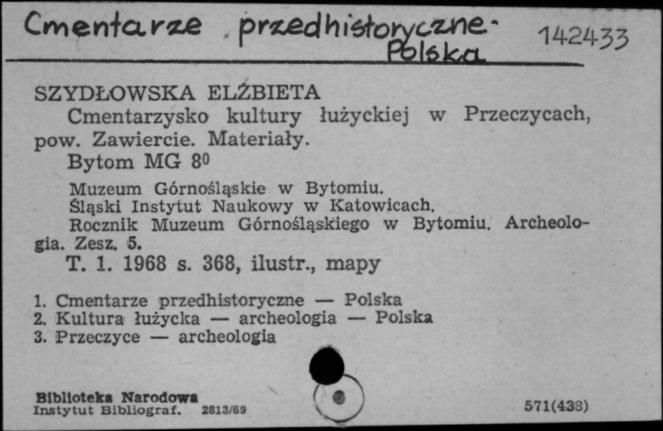 Cmentarze przedhistoryczne - 142433
Polska
SZYDŁOWSKA ELŻBIETA
Cmentarzysko kultury łużyckiej w Przeczycach,
pow. Zawiercie. Materiały.
Bytom MG 8⁰
Muzeum Górnośląskie w Bytomiu.
Śląski Instytut Naukowy w Katowicach.
Rocznik Muzeum Górnośląskiego w Bytomiu. Archeolo-
gia. Zesz. 5.
T. 1. 1968 s. 368, ilustr., mapy
1. Cmentarze przedhistoryczne — Polska
2. Kultura łużycka — archeologia — Polska
3. Przeczyce — archeologia
Biblioteka Narodowa
Instytut Bibliograf. 2813/69 571(438)